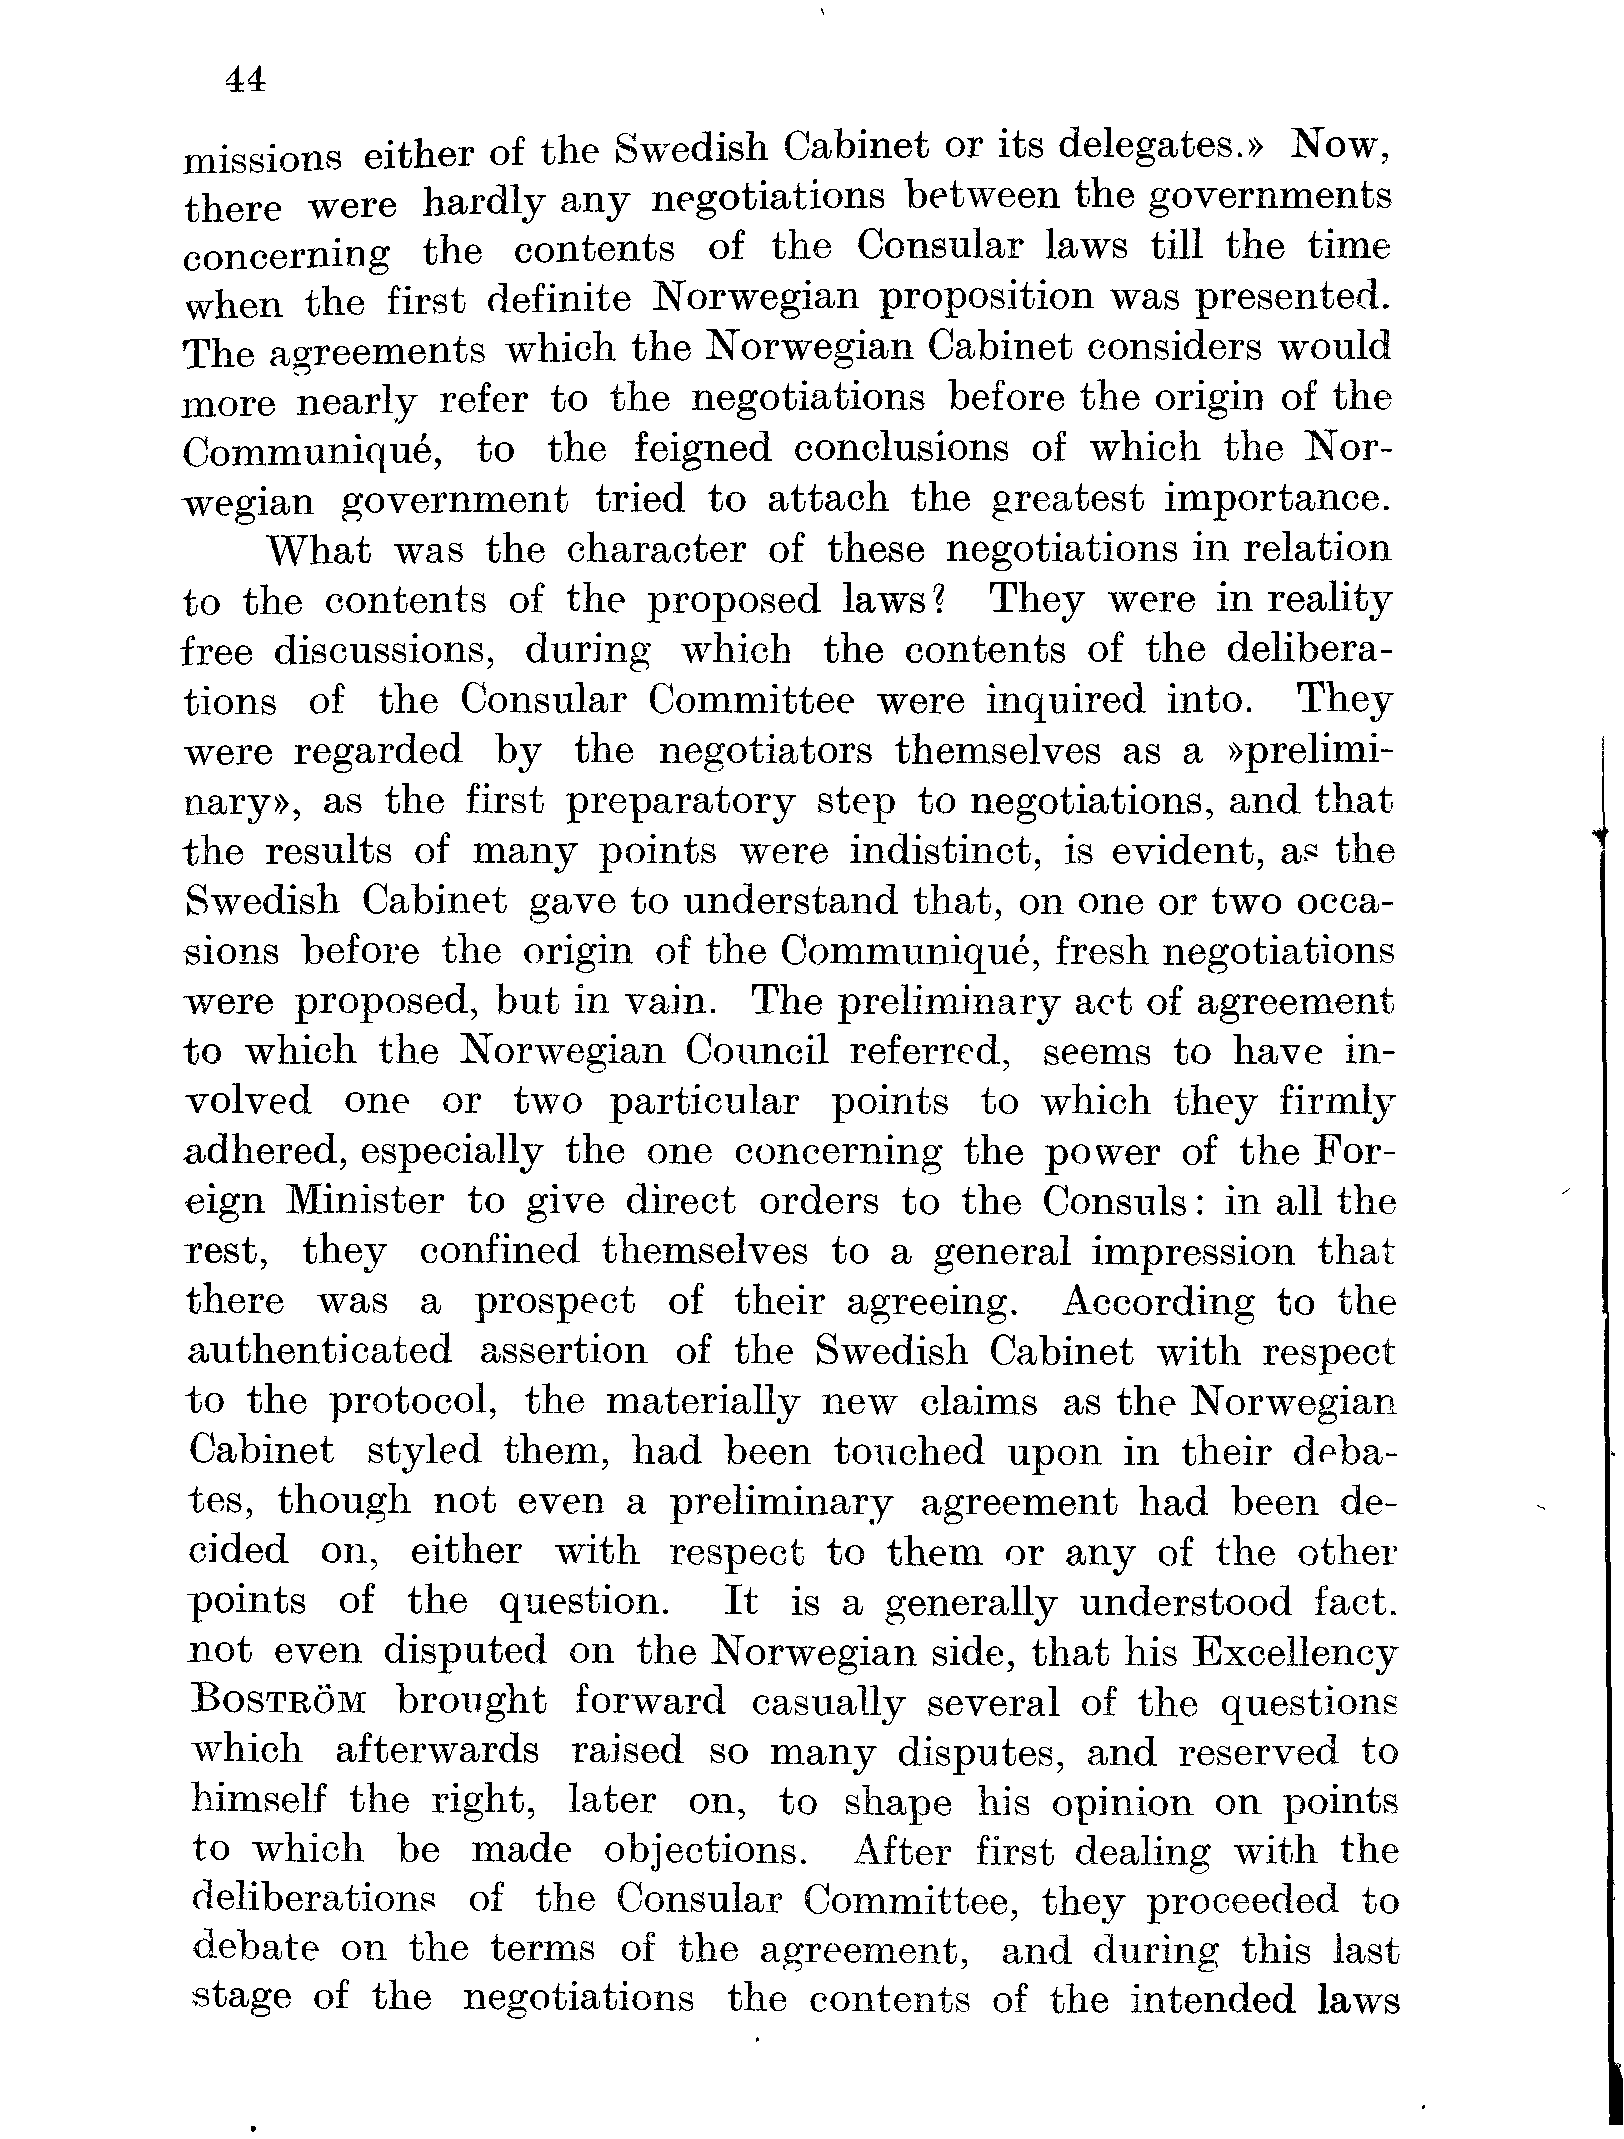 44
missions either of the Swedish Cabinet or its delegates.» Now,
there were hardly any negotiations between the governments
concerning the contents of the Consular laws till the time
when the first definite Norwegian proposition was presented.
The agreements which the Norwegian Cabinet considers would
more nearly refer to the negotiations before the origin of the
Communiqué, to the feigned conclusions of which the Nor-
wegian government tried to attach the greatest importance.
What was the character of these negotiations in relation
to the contents of the proposed laws? They were in reality
free discussions, during which the contents of the delibera-
tions of the Consular Committee were inquired into. They
were regarded by the negotiators themselves as a »prelimi-
nary», as the first preparatory step to negotiations, and that
the results of many points were indistinct, is evident, as the
Swedish Cabinet gave to understand that, on one or two occa-
sions before the origin of the Communiqué, fresh negotiations
were proposed, but in vain. The preliminary act of agreement
to which the Norwegian Council referred, seems to have in-
volved one or two particular points to which they firmly
adhered, especially the one concerning the power of the For-
eign Minister to give direct orders to the Consuls: in all the
rest, they confined themselves to a general impression that
there was a prospect of their agreeing. According to the
authenticated assertion of the Swedish Cabinet with respect
to the protocol, the materially new claims as the Norwegian
Cabinet styled them, had been touched upon in their deba-
tes, though not even a preliminary agreement had been de-
cided on, either with respect to them or any of the other
points of the question. It is a generally understood fact.
not even disputed on the Norwegian side, that his Excellency
BOSTRÖM brought forward casually several of the questions
which afterwards raised so many disputes, and reserved to
himself the right, later on, to shape his opinion on points
to which be made objections. After first dealing with the
deliberations of the Consular Committee, they proceeded to
debate on the terms of the agreement, and during this last
stage of the negotiations the contents of the intended laws